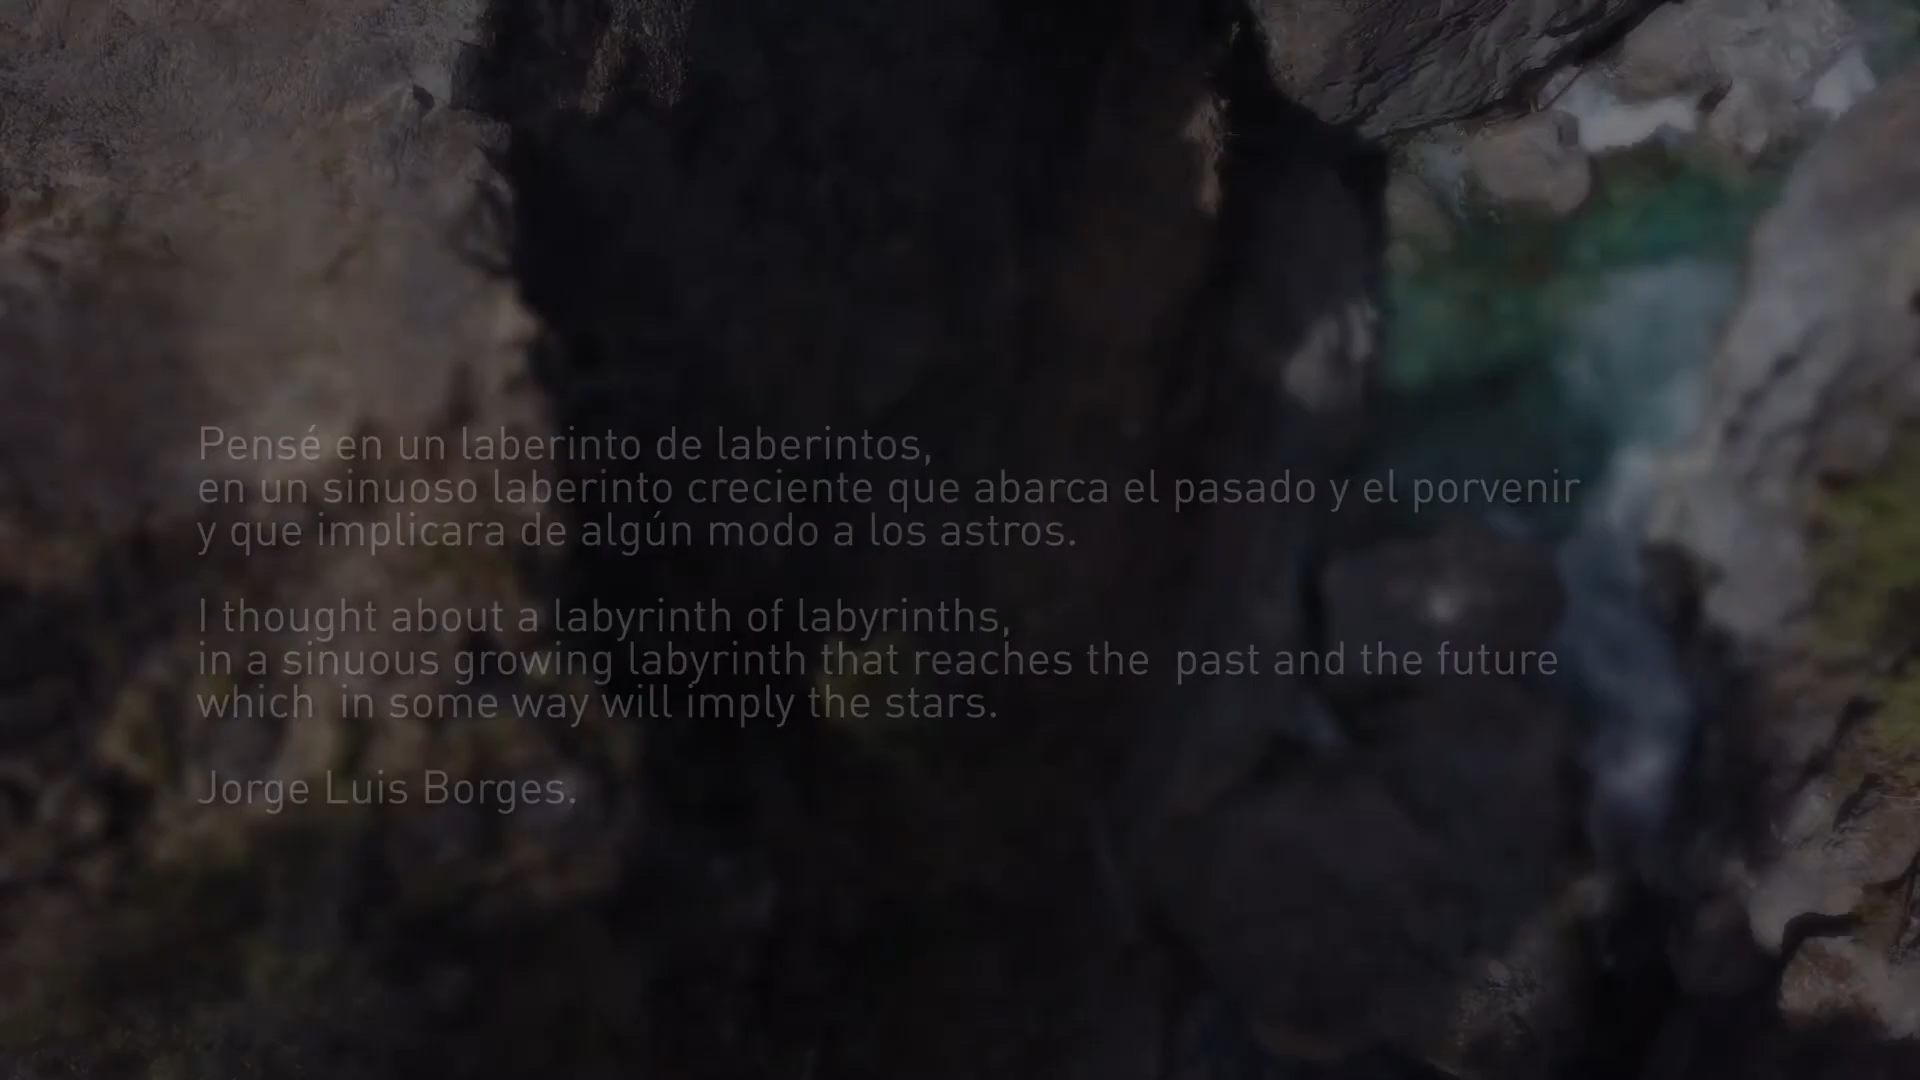 Pensé en un laberinto de laberintos,
en un sinuoso laberinto creciente que abarca el pasado y el porvenir
y que implicara de algún modo a los astros.
I thought about a labyrinth of labyrinths,
in a sinuous growing labyrinth that reaches the  past and the future
which  in some way will imply the stars.
Jorge Luis Borges.